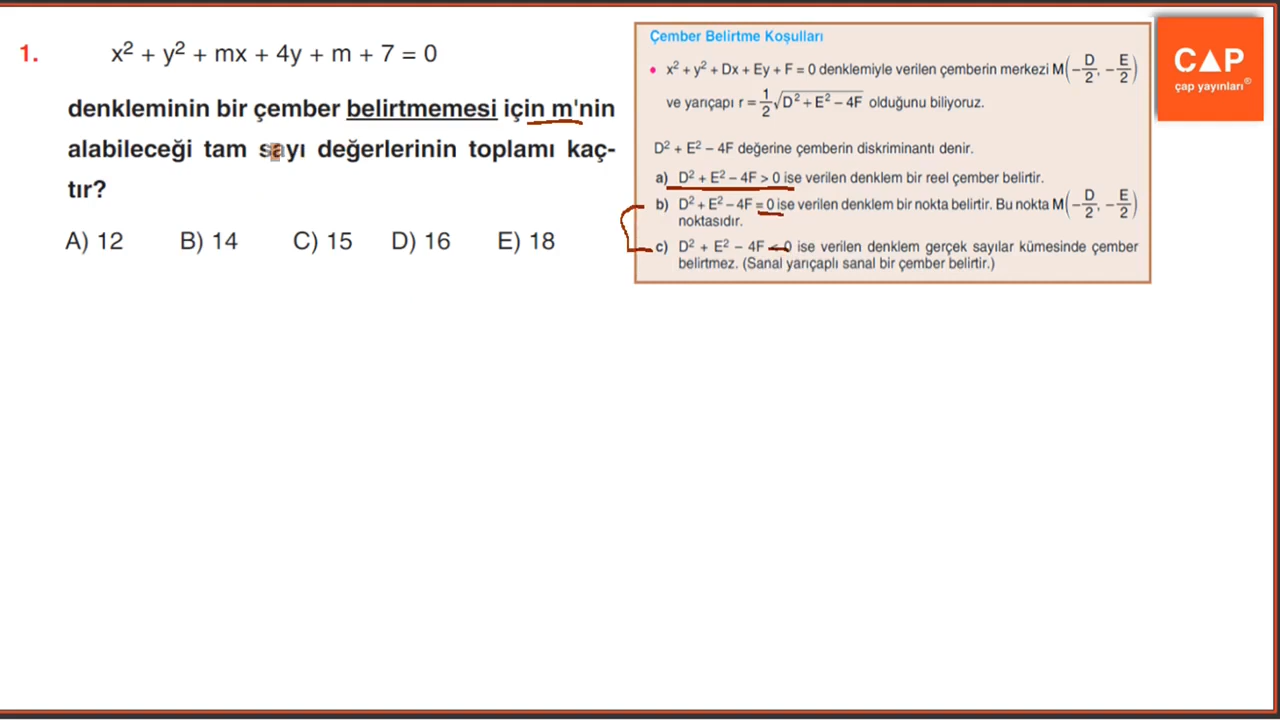 1. x² + y² + mx + 4y + m + 7 = 0
denkleminin bir çember belirtmemesi için m'nin
alabileceği tam sayı değerlerinin toplamı kaç-
tır?
A) 12 B) 14 C) 15 D) 16 E) 18
Çember Belirtme Koşulları
• x² + y² + Dx + Ey + F = 0 denklemiyle verilen çemberin merkezi M(-D/2, -E/2)
ve yarıçapı r = 1/2 √(D² + E² – 4F) olduğunu biliyoruz.
D² + E² – 4F değerine çemberin diskriminantı denir.
a) D² + E² – 4F > 0 ise verilen denklem bir reel çember belirtir.
b) D² + E² – 4F = 0 ise verilen denklem bir nokta belirtir. Bu nokta M(-D/2, -E/2)
noktasıdır.
c) D² + E² – 4F < 0 ise verilen denklem gerçek sayılar kümesinde çember
belirtmez. (Sanal yarıçaplı sanal bir çember belirtir.)
ÇAP
çap yayınları®